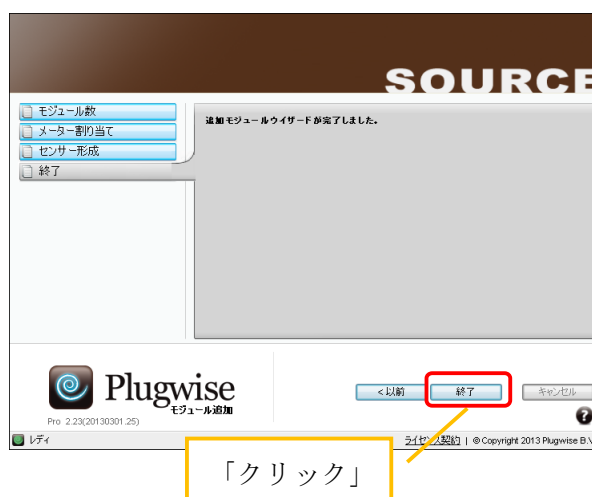 SOURCE
モジュール数
メーター割り当て
センサー形成
終了
追加モジュールウィザードが完了しました。
Plugwise
モジュール追加
Pro 2.23(20130301.25)
<以前
終了
キャンセル
?
レディ
ライセンス契約 | © Copyright 2013 Plugwise B.V
「クリック」